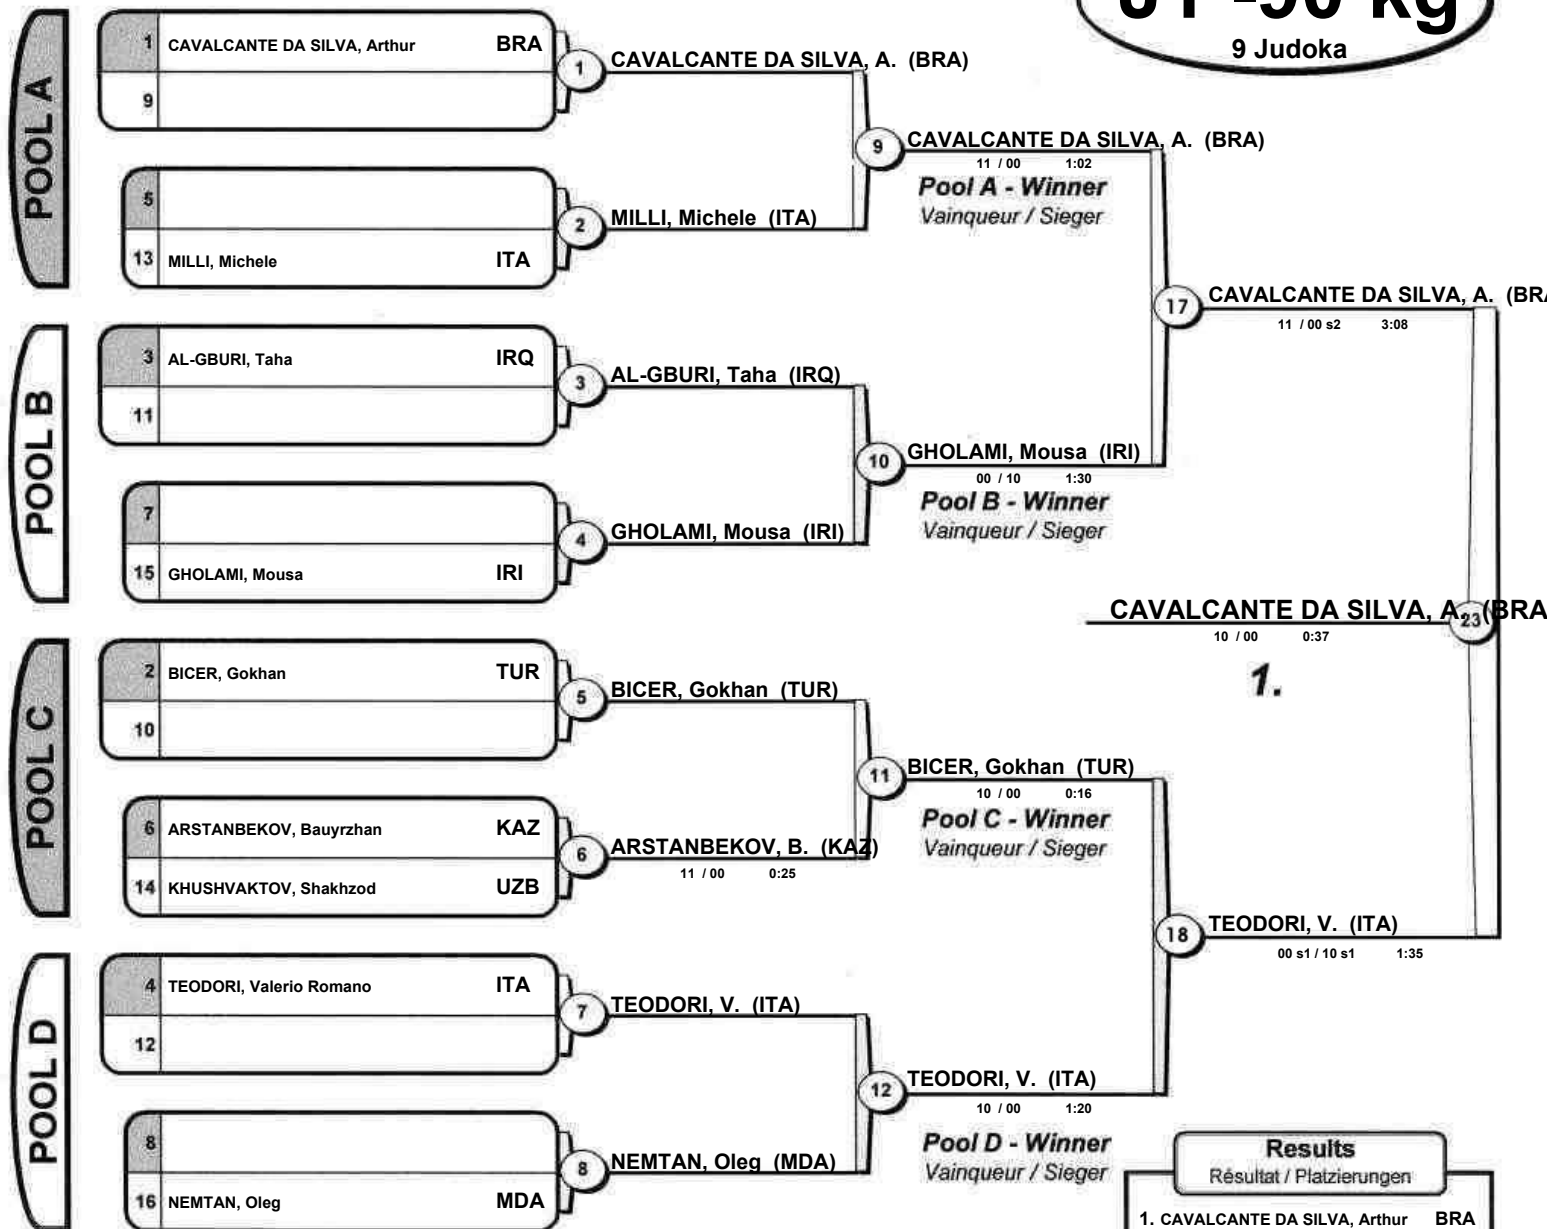 9 Judoka
POOL A
1 CAVALCANTE DA SILVA, Arthur BRA
9
1 CAVALCANTE DA SILVA, A. (BRA)
5
13 MILLI, Michele ITA
2 MILLI, Michele (ITA)
9 CAVALCANTE DA SILVA, A. (BRA)
11 / 00 1:02
Pool A - Winner
Vainqueur / Sieger
POOL B
3 AL-GBURI, Taha IRQ
11
3 AL-GBURI, Taha (IRQ)
7
15 GHOLAMI, Mousa IRI
4 GHOLAMI, Mousa (IRI)
10 GHOLAMI, Mousa (IRI)
00 / 10 1:30
Pool B - Winner
Vainqueur / Sieger
17 CAVALCANTE DA SILVA, A. (BRA
11 / 00 s2 3:08
CAVALCANTE DA SILVA, A. (BRA
23
10 / 00 0:37
1.
POOL C
2 BICER, Gokhan TUR
10
5 BICER, Gokhan (TUR)
6 ARSTANBEKOV, Bauyrzhan KAZ
14 KHUSHVAKTOV, Shakhzod UZB
6 ARSTANBEKOV, B. (KAZ)
11 / 00 0:25
11 BICER, Gokhan (TUR)
10 / 00 0:16
Pool C - Winner
Vainqueur / Sieger
18 TEODORI, V. (ITA)
00 s1 / 10 s1 1:35
POOL D
4 TEODORI, Valerio Romano ITA
12
7 TEODORI, V. (ITA)
8
16 NEMTAN, Oleg MDA
8 NEMTAN, Oleg (MDA)
12 TEODORI, V. (ITA)
10 / 00 1:20
Pool D - Winner
Vainqueur / Sieger
Results
Résultat / Platzierungen
1. CAVALCANTE DA SILVA, Arthur BRA